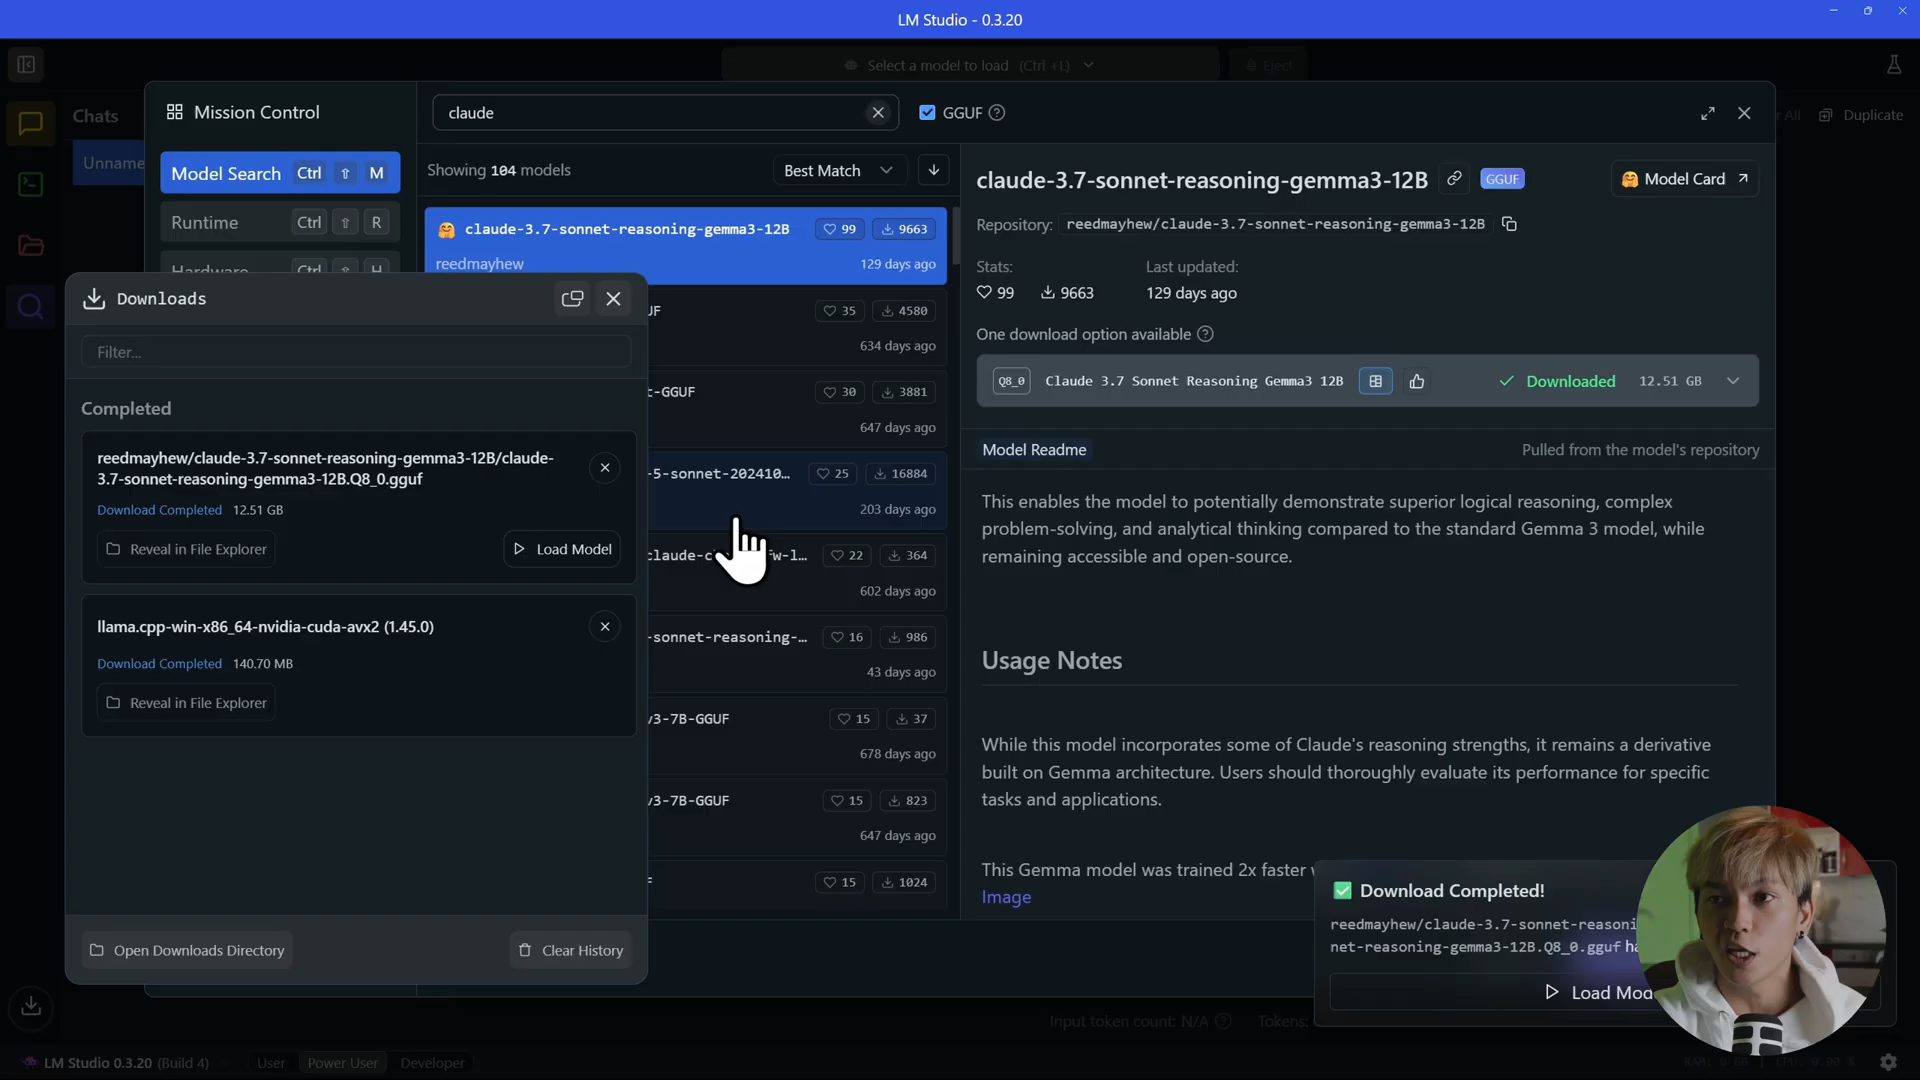 LM Studio - 0.3.20
Select a model to load (Ctrl +L)
Eject
Chats
Unname
All
Duplicate
Mission Control
claude
GGUF
Model Search Ctrl ⇧ M
Runtime Ctrl ⇧ R
Hardware Ctrl ⇧ H
Showing 104 models
Best Match
claude-3.7-sonnet-reasoning-gemma3-12B 99 9663
reedmayhew 129 days ago
35 4580
634 days ago
-GGUF 30 3881
647 days ago
-5-sonnet-202410… 25 16884
203 days ago
22 364
602 days ago
-sonnet-reasoning-… 16 986
43 days ago
v3-7B-GGUF 15 37
678 days ago
v3-7B-GGUF 15 823
647 days ago
15 1024
claude-3.7-sonnet-reasoning-gemma3-12B GGUF
Model Card
Repository: reedmayhew/claude-3.7-sonnet-reasoning-gemma3-12B
Stats: Last updated:
99 9663 129 days ago
One download option available
Q8_0 Claude 3.7 Sonnet Reasoning Gemma3 12B Downloaded 12.51 GB
Model Readme Pulled from the model's repository
This enables the model to potentially demonstrate superior logical reasoning, complex
problem-solving, and analytical thinking compared to the standard Gemma 3 model, while
remaining accessible and open-source.
Usage Notes
While this model incorporates some of Claude's reasoning strengths, it remains a derivative
built on Gemma architecture. Users should thoroughly evaluate its performance for specific
tasks and applications.
This Gemma model was trained 2x faster
Image
Downloads
Filter...
Completed
reedmayhew/claude-3.7-sonnet-reasoning-gemma3-12B/claude-
3.7-sonnet-reasoning-gemma3-12B.Q8_0.gguf
Download Completed 12.51 GB
Reveal in File Explorer
Load Model
llama.cpp-win-x86_64-nvidia-cuda-avx2 (1.45.0)
Download Completed 140.70 MB
Reveal in File Explorer
Open Downloads Directory
Clear History
Download Completed!
reedmayhew/claude-3.7-sonnet-reasoni
net-reasoning-gemma3-12B.Q8_0.gguf ha
Load Mod
Input token count: N/A
Tokens:
LM Studio 0.3.20 (Build 4)
User
Power User
Developer